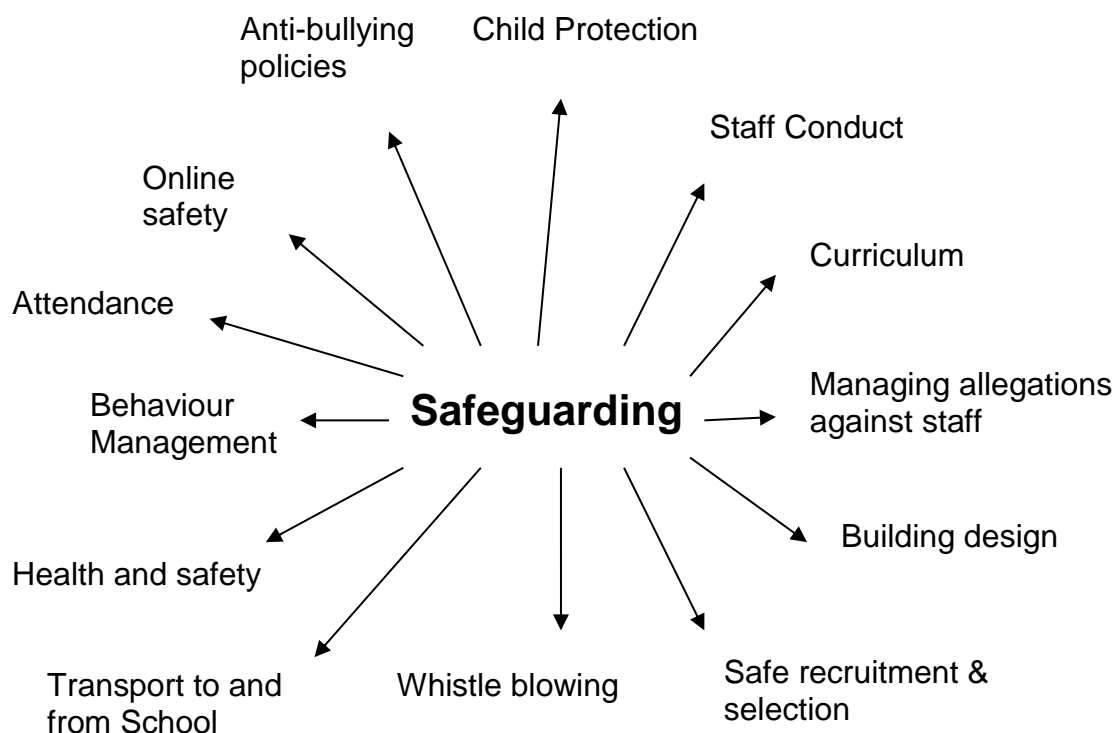 Anti-bullying
policies
Child Protection
Staff Conduct
Online
safety
Curriculum
Attendance
Managing allegations
against staff
Behaviour
Management
Safeguarding
Building design
Health and safety
Safe recruitment &
selection
Whistle blowing
Transport to and
from School